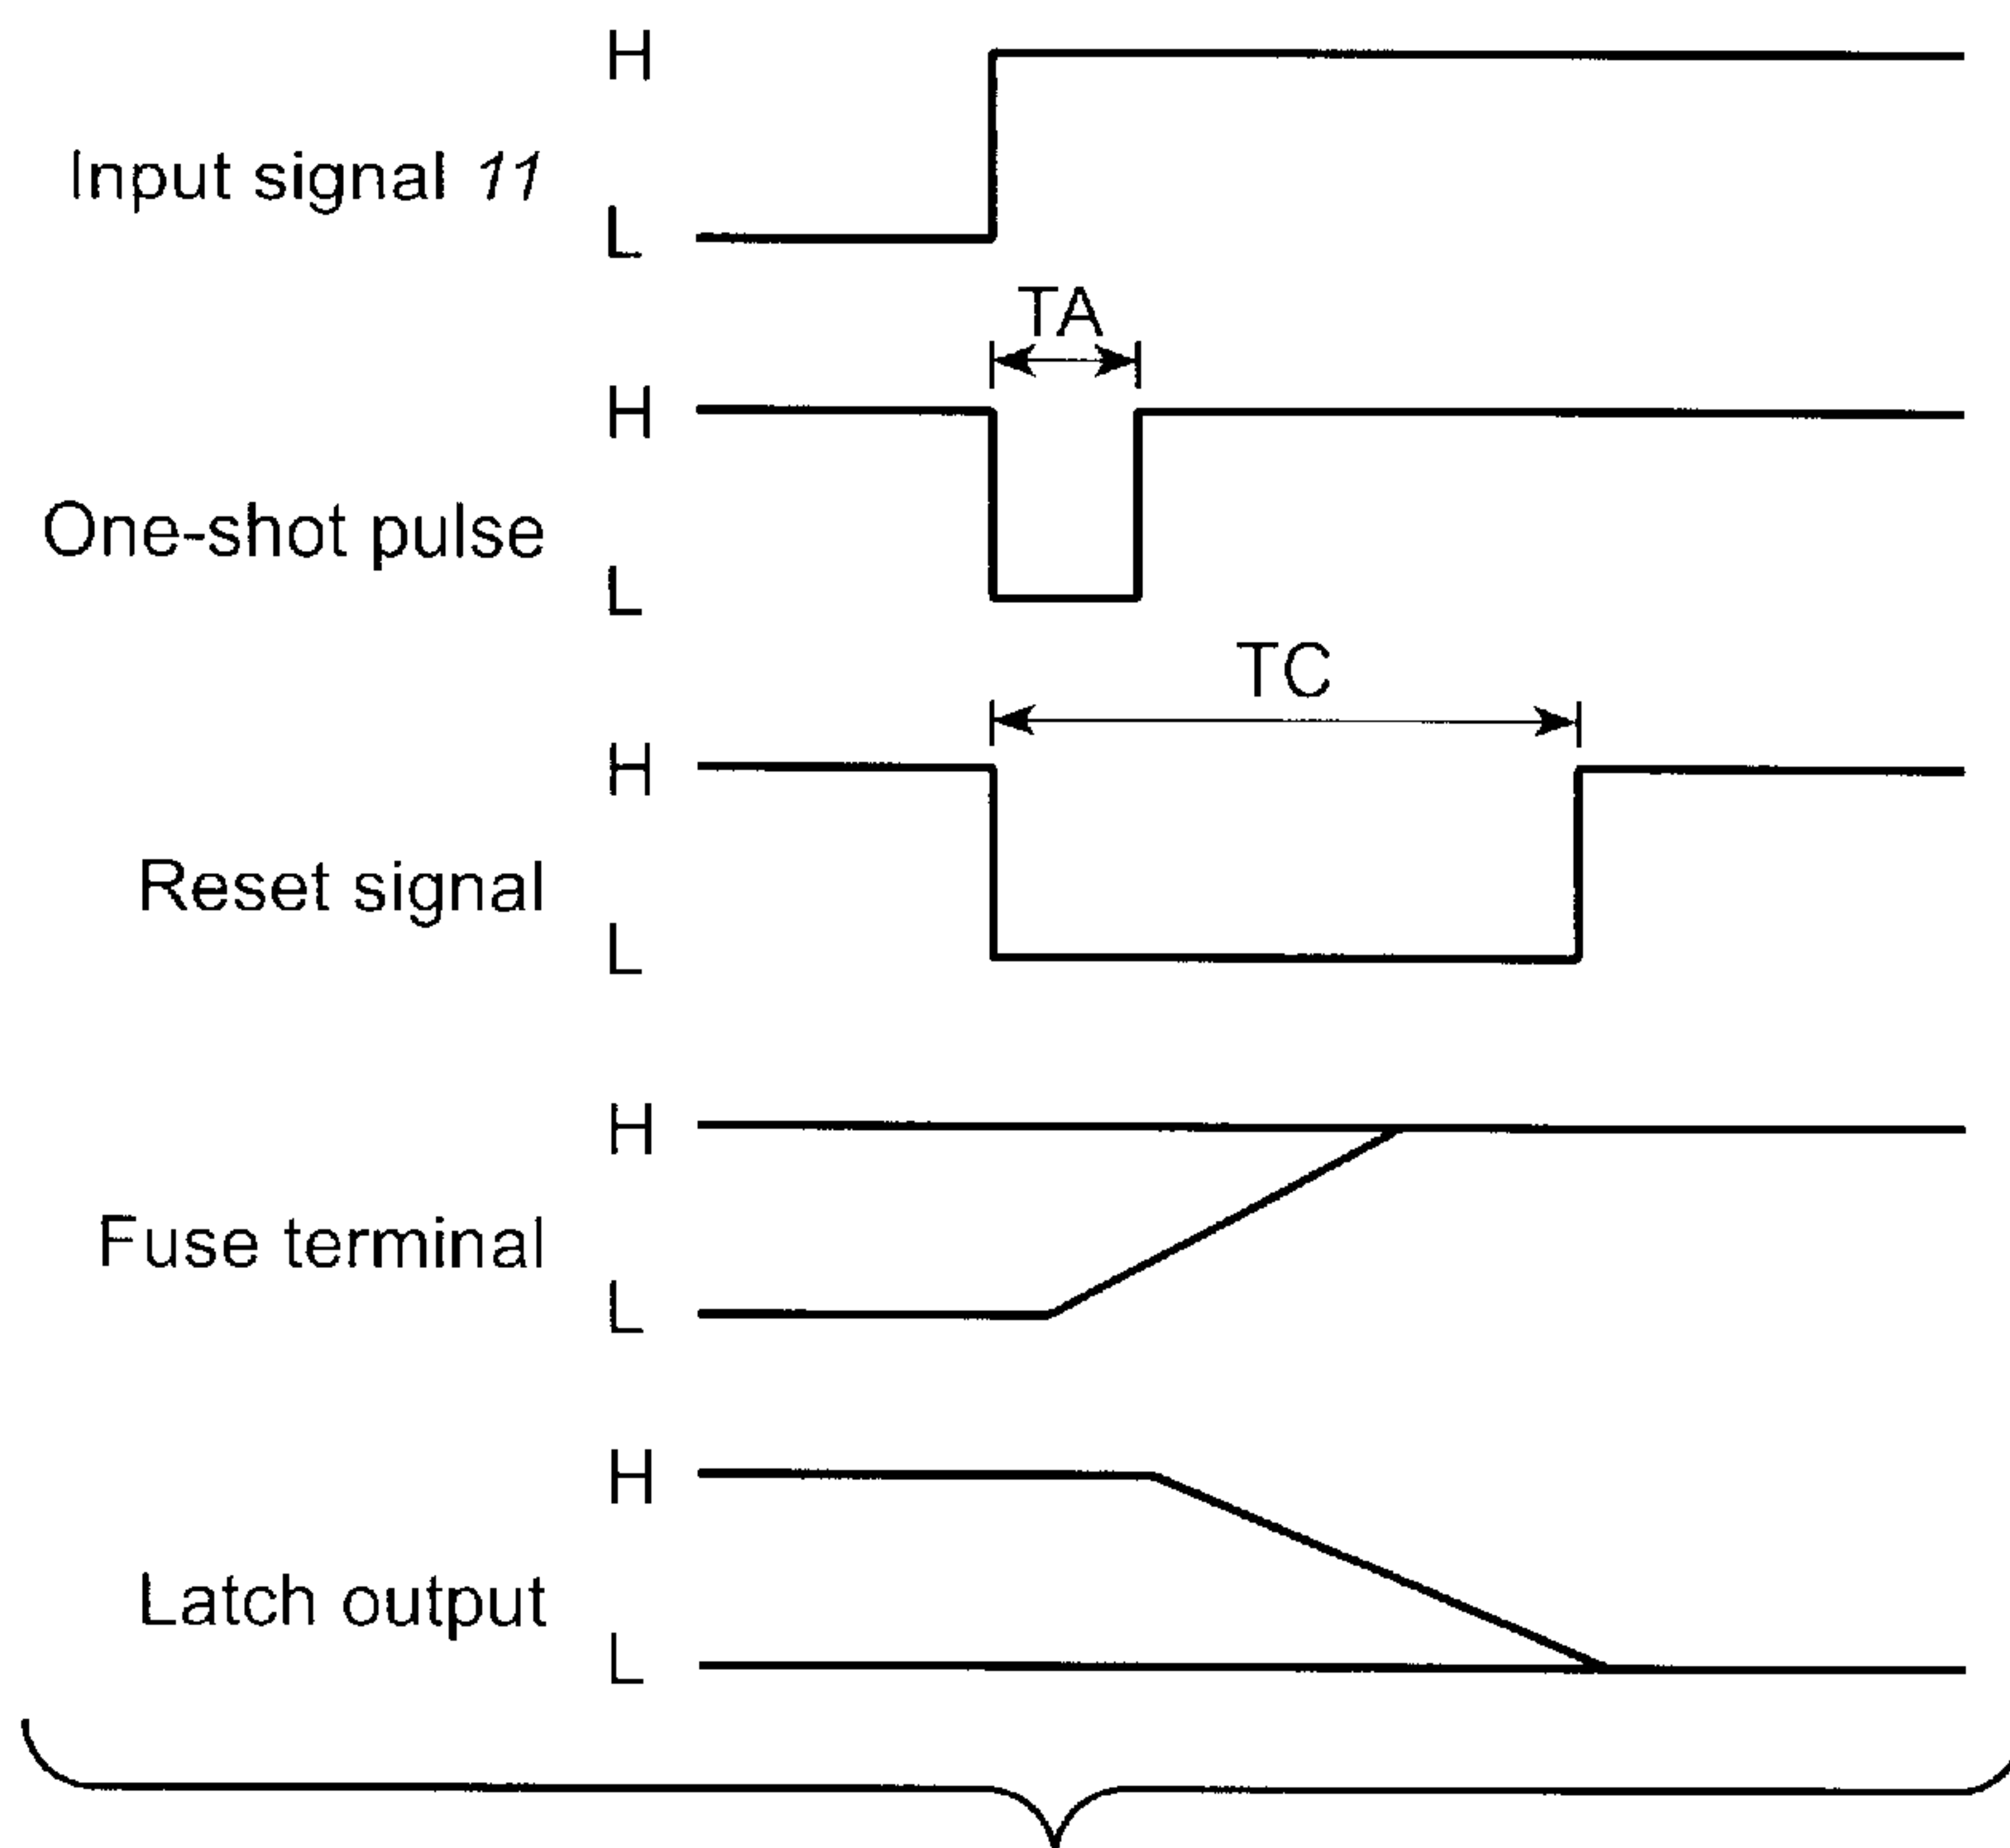 H
Input signal 11
L
TA
H
One-shot pulse
L
TC
H
Reset signal
L
H
Fuse terminal
L
H
Latch output
L